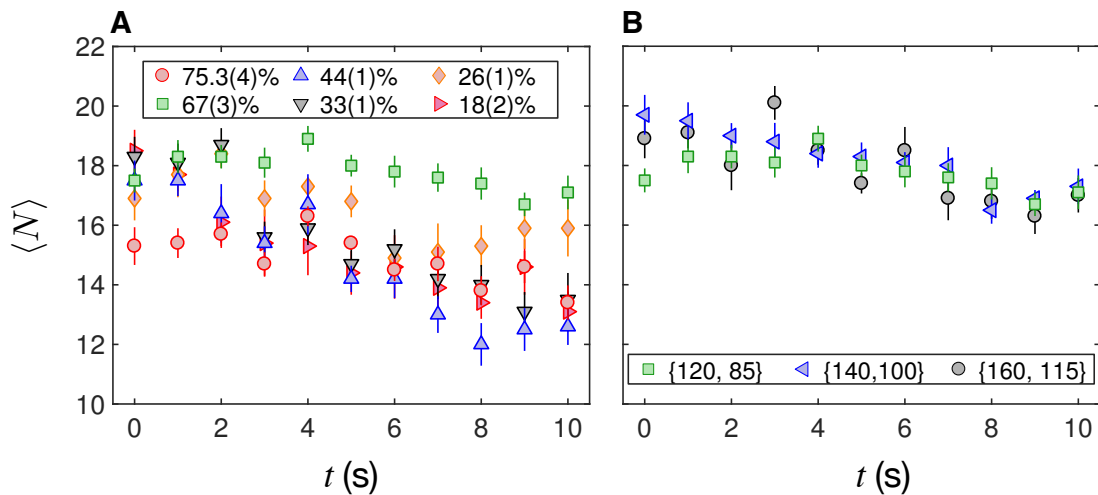 A
B
75.3(4)% 44(1)% 26(1)%
67(3)% 33(1)% 18(2)%
22
20
18
16
14
12
10
⟨N⟩
0 2 4 6 8 10
t (s)
{120, 85} {140,100} {160, 115}
0 2 4 6 8 10
t (s)